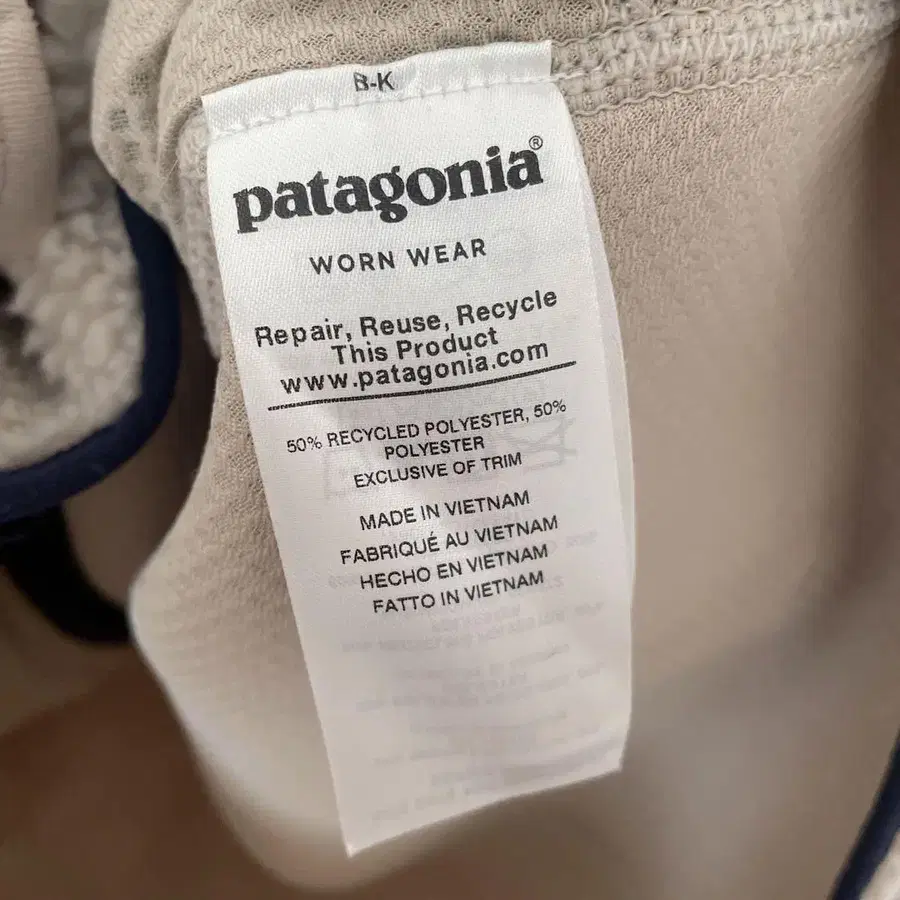 B-K
patagonia®
WORN WEAR
Repair, Reuse, Recycle
This Product
www.patagonia.com
50% RECYCLED POLYESTER, 50%
POLYESTER
EXCLUSIVE OF TRIM
MADE IN VIETNAM
FABRIQUÉ AU VIETNAM
HECHO EN VIETNAM
FATTO IN VIETNAM